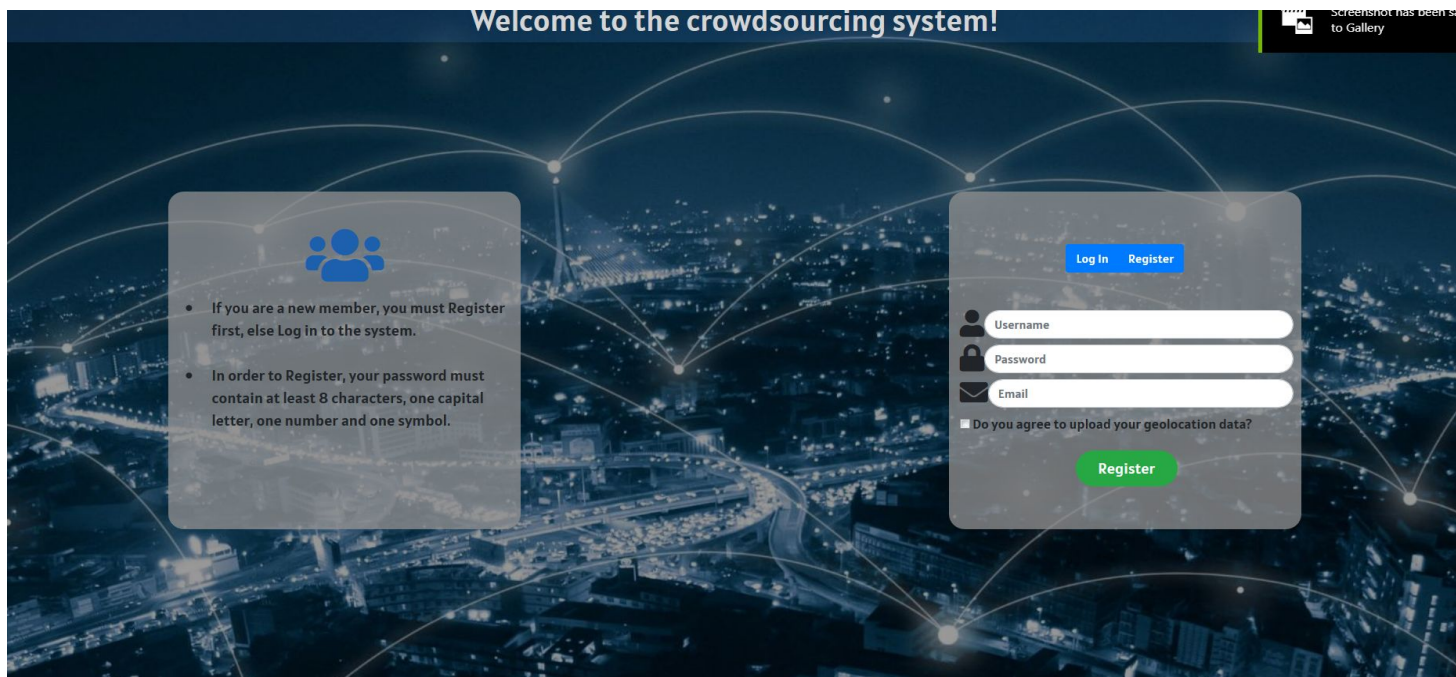 Welcome to the crowdsourcing system!
Screenshot has been
to Gallery
If you are a new member, you must Register
first, else Log in to the system.
In order to Register, your password must
contain at least 8 characters, one capital
letter, one number and one symbol.
Log In Register
Username
Password
Email
Do you agree to upload your geolocation data?
Register